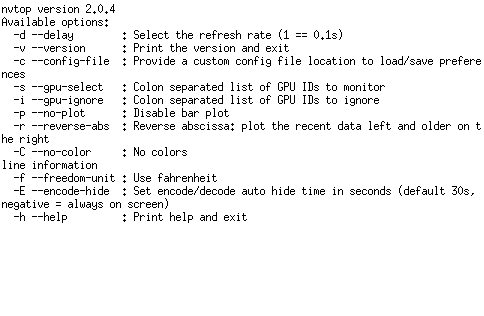 nvtop version 2.0.4
Available options:
  -d --delay        : Select the refresh rate (1 == 0.1s)
  -v --version      : Print the version and exit
  -c --config-file  : Provide a custom config file location to load/save prefere
nces
  -s --gpu-select   : Colon separated list of GPU IDs to monitor
  -i --gpu-ignore   : Colon separated list of GPU IDs to ignore
  -p --no-plot      : Disable bar plot
  -r --reverse-abs  : Reverse abscissa: plot the recent data left and older on t
he right
  -C --no-color     : No colors
line information
  -f --freedom-unit : Use fahrenheit
  -E --encode-hide  : Set encode/decode auto hide time in seconds (default 30s,
negative = always on screen)
  -h --help         : Print help and exit